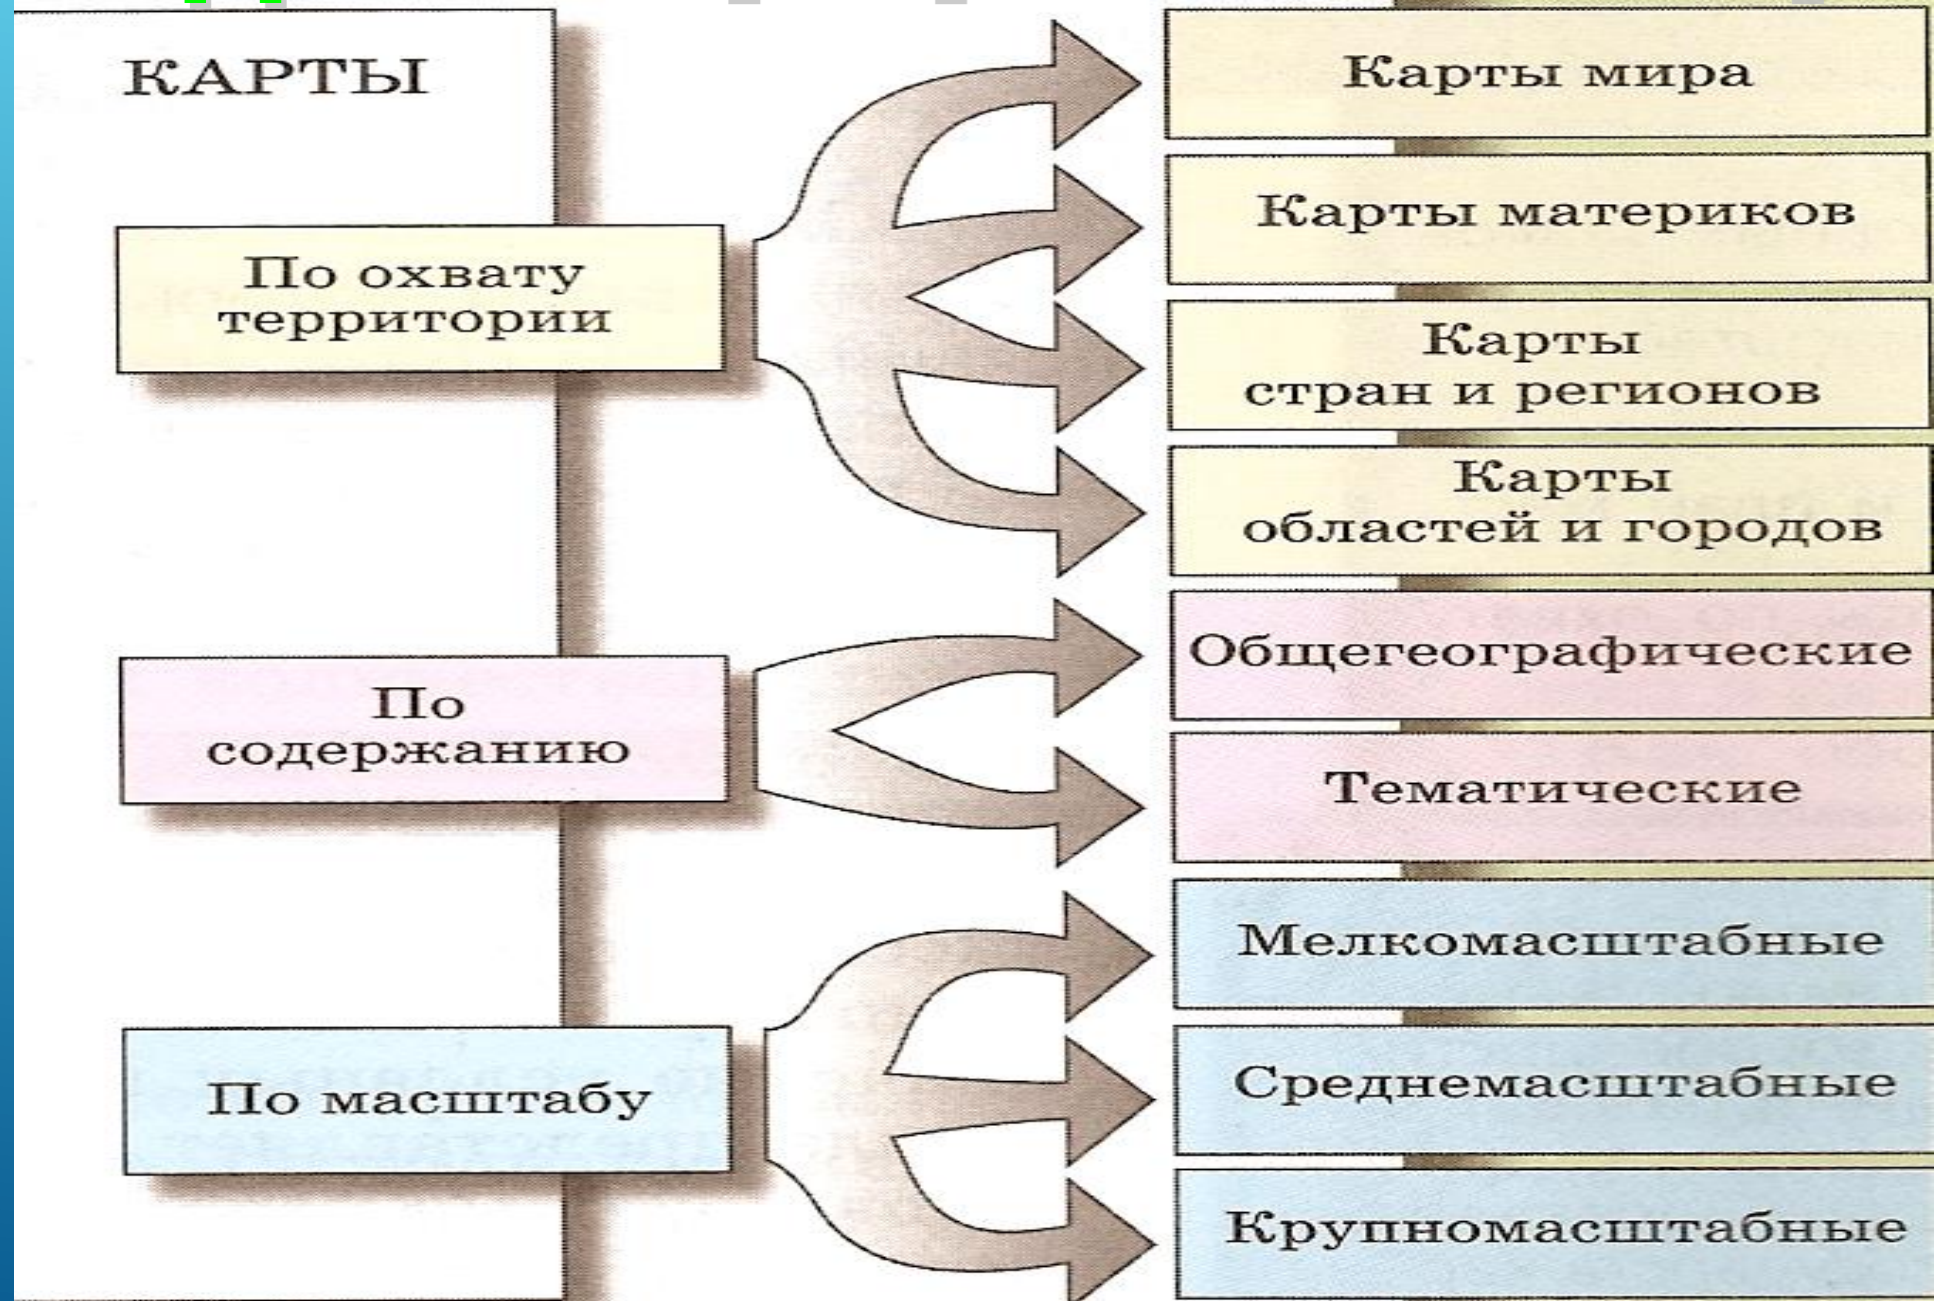 КАРТЫ
По охвату
территории
Карты мира
Карты материков
Карты
стран и регионов
Карты
областей и городов
По
содержанию
Общегеографические
Тематические
По масштабу
Мелкомасштабные
Среднемасштабные
Крупномасштабные